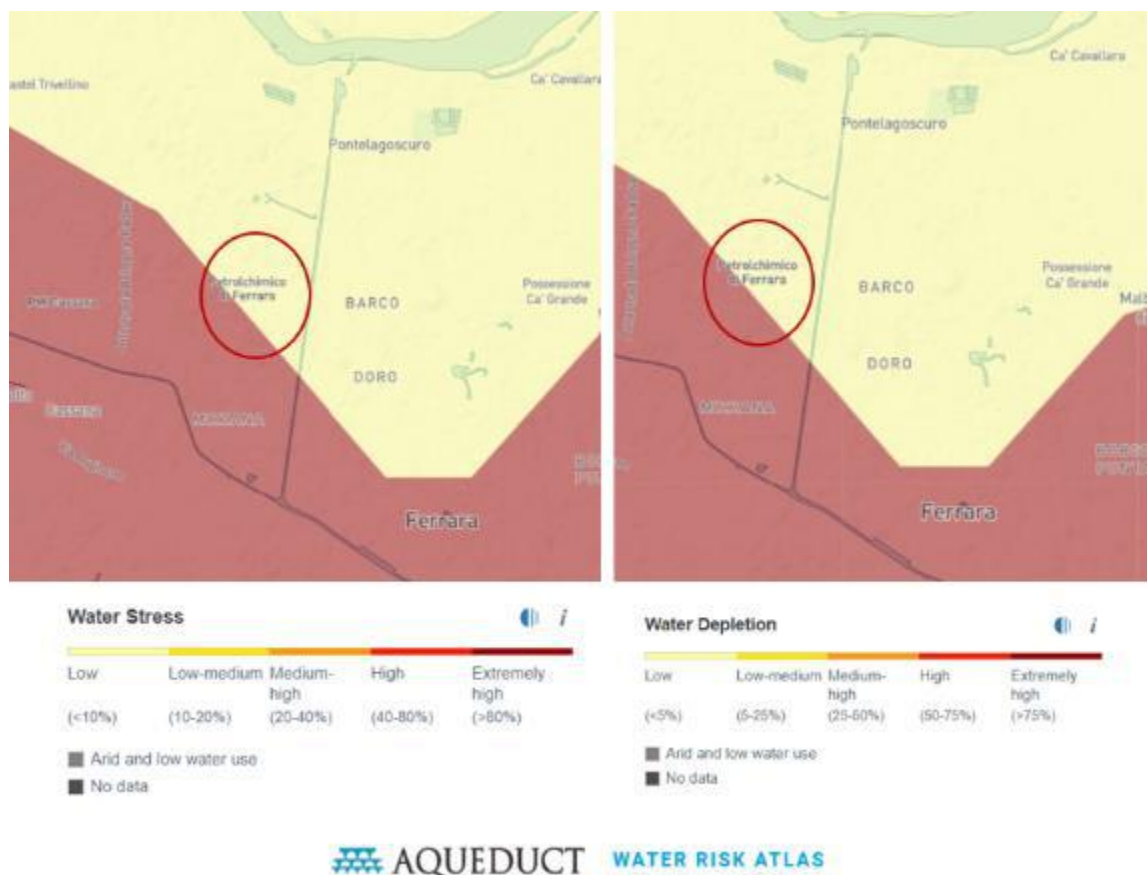 Ca' Cavallara
astel Trivellino
Pontelagoscuro
Petrolchimico
di Ferrara
Possessione
Ca' Grande
BARCO
DORO
MIZZANA
Cassana
Ferrara
Ca' Cavallara
Pontelagoscuro
Petrolchimico
di Ferrara
Possessione
Ca' Grande
BARCO
DORO
MIZZANA
Ferrara
Water Stress
i
Low
Low-medium
Medium-
high
High
Extremely
high
(<10%)
(10-20%)
(20-40%)
(40-80%)
(>80%)
Arid and low water use
No data
Water Depletion
i
Low
Low-medium
Medium-
high
High
Extremely
high
(<5%)
(5-25%)
(25-50%)
(50-75%)
(>75%)
Arid and low water use
No data
AQUEDUCT WATER RISK ATLAS